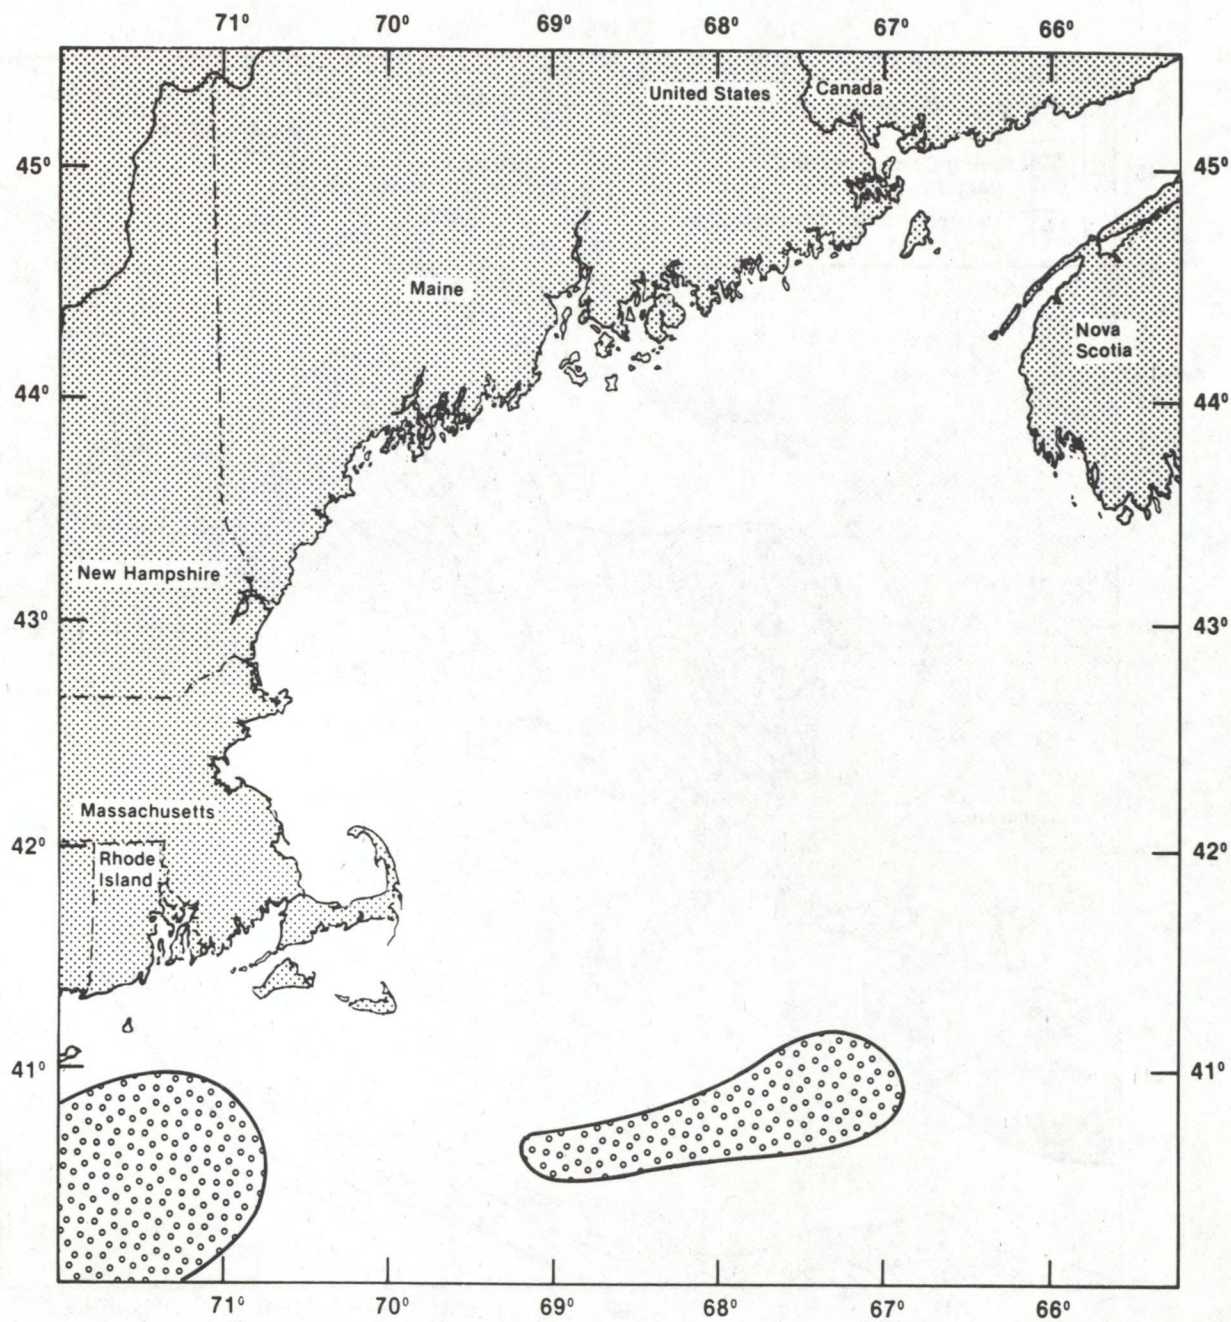 71° 70° 69° 68° 67° 66°
United States Canada
45° 45°
Maine
Nova
Scotia
44° 44°
New Hampshire
43° 43°
Massachusetts
42° 42°
Rhode
Island
41° 41°
71° 70° 69° 68° 67° 66°